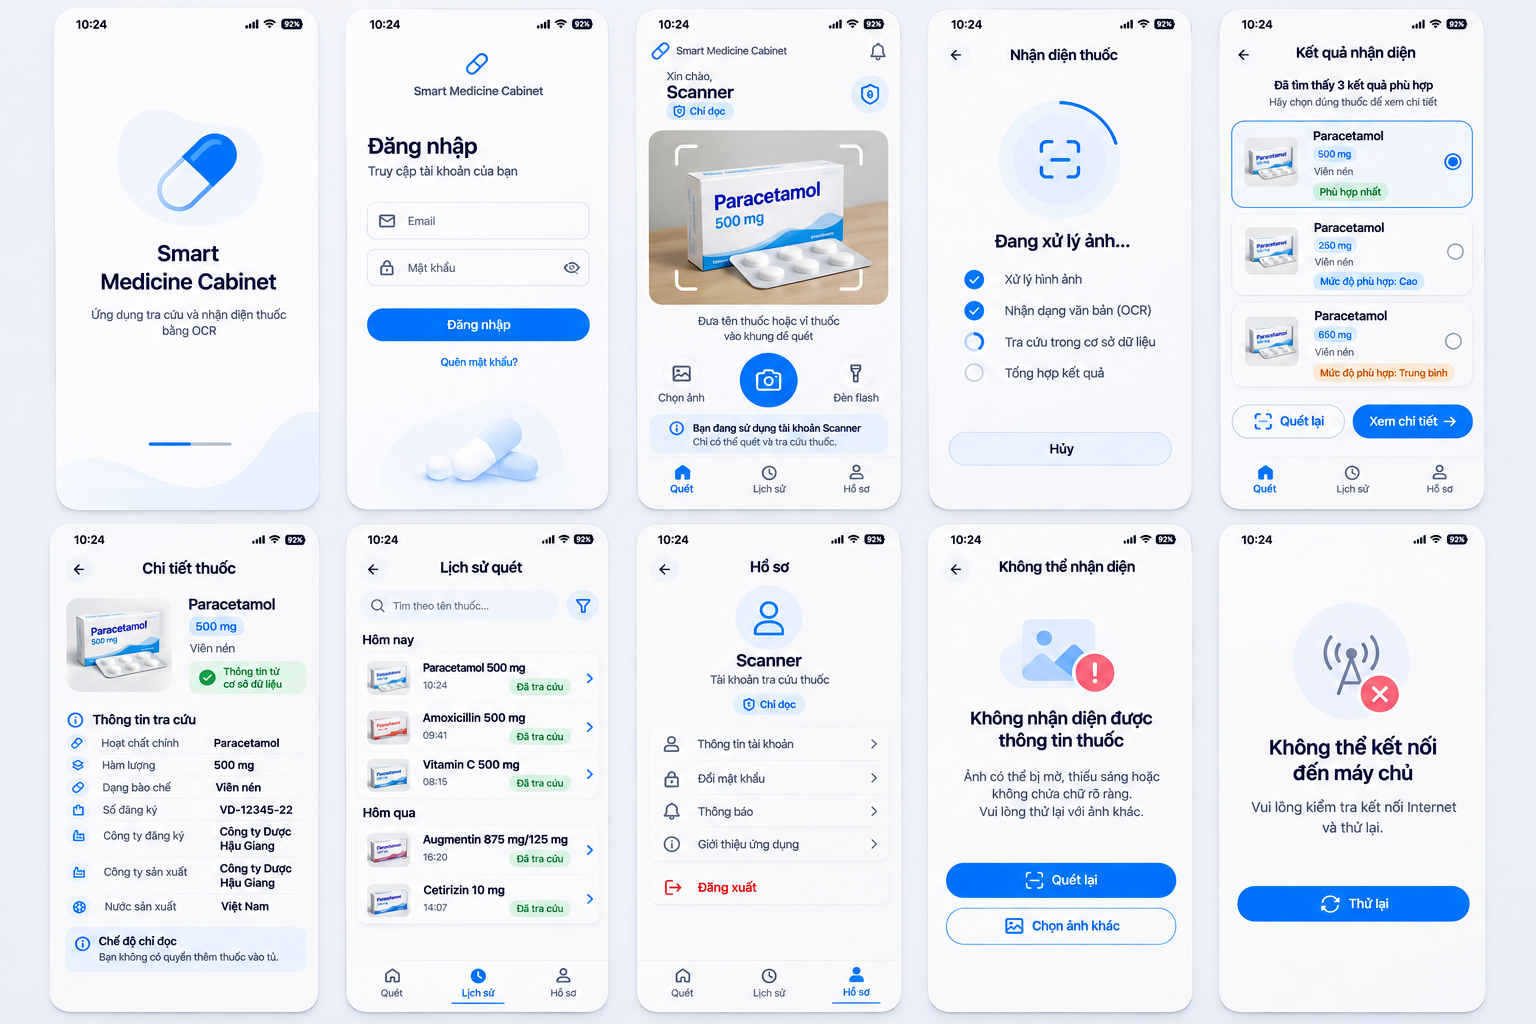 10:24
92%
Smart
Medicine Cabinet
Ứng dụng tra cứu và nhận diện thuốc
bằng OCR
10:24
92%
Smart Medicine Cabinet
Đăng nhập
Truy cập tài khoản của bạn
Email
Mật khẩu
Đăng nhập
Quên mật khẩu?
10:24
92%
Smart Medicine Cabinet
Xin chào,
Scanner
Chỉ đọc
Paracetamol
500 mg
Đưa tên thuốc hoặc vỉ thuốc
vào khung để quét
Chọn ảnh
Đèn flash
Bạn đang sử dụng tài khoản Scanner
Chỉ có thể quét và tra cứu thuốc.
Quét
Lịch sử
Hồ sơ
10:24
92%
Nhận diện thuốc
Đang xử lý ảnh...
Xử lý hình ảnh
Nhận dạng văn bản (OCR)
Tra cứu trong cơ sở dữ liệu
Tổng hợp kết quả
Hủy
10:24
92%
Kết quả nhận diện
Đã tìm thấy 3 kết quả phù hợp
Hãy chọn đúng thuốc để xem chi tiết
Paracetamol
500 mg
Viên nén
Phù hợp nhất
Paracetamol
250 mg
Viên nén
Mức độ phù hợp: Cao
Paracetamol
650 mg
Viên nén
Mức độ phù hợp: Trung bình
Quét lại
Xem chi tiết
Quét
Lịch sử
Hồ sơ
10:24
92%
Chi tiết thuốc
Paracetamol
500 mg
Paracetamol
500 mg
Viên nén
Thông tin từ
cơ sở dữ liệu
Thông tin tra cứu
Hoạt chất chính Paracetamol
Hàm lượng 500 mg
Dạng bào chế Viên nén
Số đăng ký VD-12345-22
Công ty đăng ký Công ty Dược
Hậu Giang
Công ty sản xuất Công ty Dược
Hậu Giang
Nước sản xuất Việt Nam
Chế độ chỉ đọc
Bạn không có quyền thêm thuốc vào tủ.
10:24
92%
Lịch sử quét
Tìm theo tên thuốc...
Hôm nay
Paracetamol 500 mg
10:24
Đã tra cứu
Amoxicillin 500 mg
09:41
Đã tra cứu
Vitamin C 500 mg
08:15
Đã tra cứu
Hôm qua
Augmentin 875 mg/125 mg
16:20
Đã tra cứu
Cetirizin 10 mg
14:07
Đã tra cứu
Quét
Lịch sử
Hồ sơ
10:24
92%
Hồ sơ
Scanner
Tài khoản tra cứu thuốc
Chỉ đọc
Thông tin tài khoản
Đổi mật khẩu
Thông báo
Giới thiệu ứng dụng
Đăng xuất
Quét
Lịch sử
Hồ sơ
10:24
92%
Không thể nhận diện
Không nhận diện được
thông tin thuốc
Ảnh có thể bị mờ, thiếu sáng hoặc
không chứa chữ rõ ràng.
Vui lòng thử lại với ảnh khác.
Quét lại
Chọn ảnh khác
10:24
92%
Không thể kết nối
đến máy chủ
Vui lòng kiểm tra kết nối Internet
và thử lại.
Thử lại